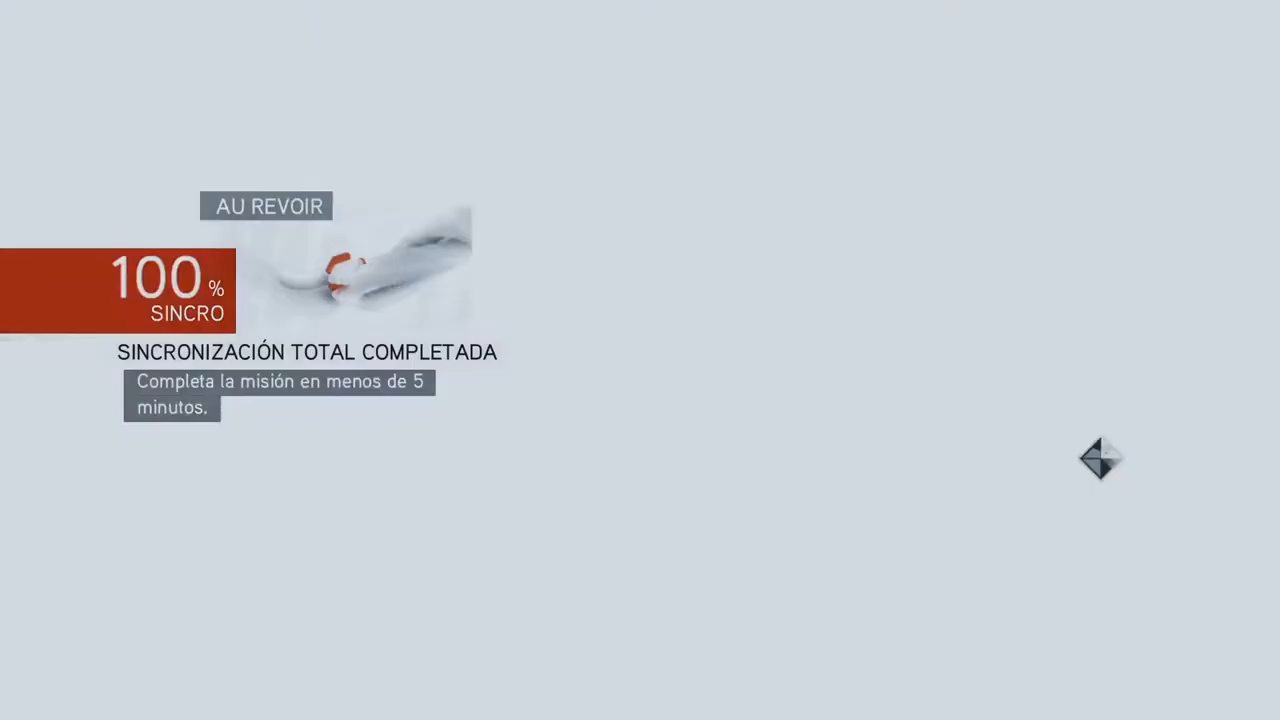 AU REVOIR
100 %
SINCRO
SINCRONIZACIÓN TOTAL COMPLETADA
Completa la misión en menos de 5
minutos.